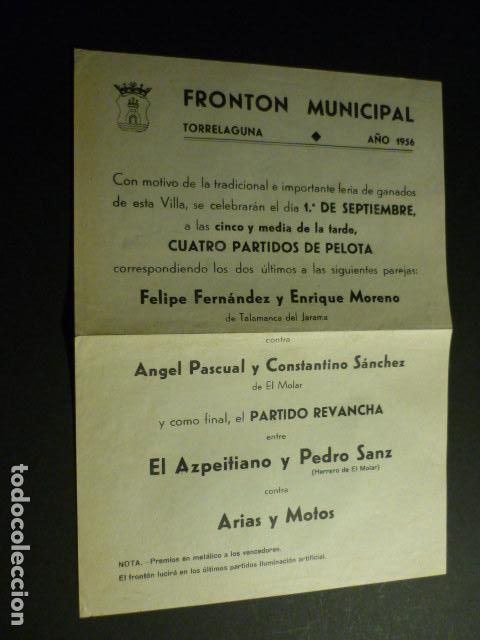 FRONTON MUNICIPAL
TORRELAGUNA ◆ AÑO 1956
Con motivo de la tradicional e importante feria de ganados
de esta Villa, se celebrarán el día 1.º DE SEPTIEMBRE,
a las cinco y media de la tarde,
CUATRO PARTIDOS DE PELOTA
correspondiendo los dos últimos a las siguientes parejas:
Felipe Fernández y Enrique Moreno
de Talamanca del Jarama
contra
Angel Pascual y Constantino Sánchez
de El Molar
y como final, el PARTIDO REVANCHA
entre
El Azpeitiano y Pedro Sanz
(Herrero de El Molar)
contra
Arias y Motos
NOTA.—Premios en metálico a los vencedores.
El frontón lucirá en los últimos partidos iluminación artificial.
todocoleccion.net